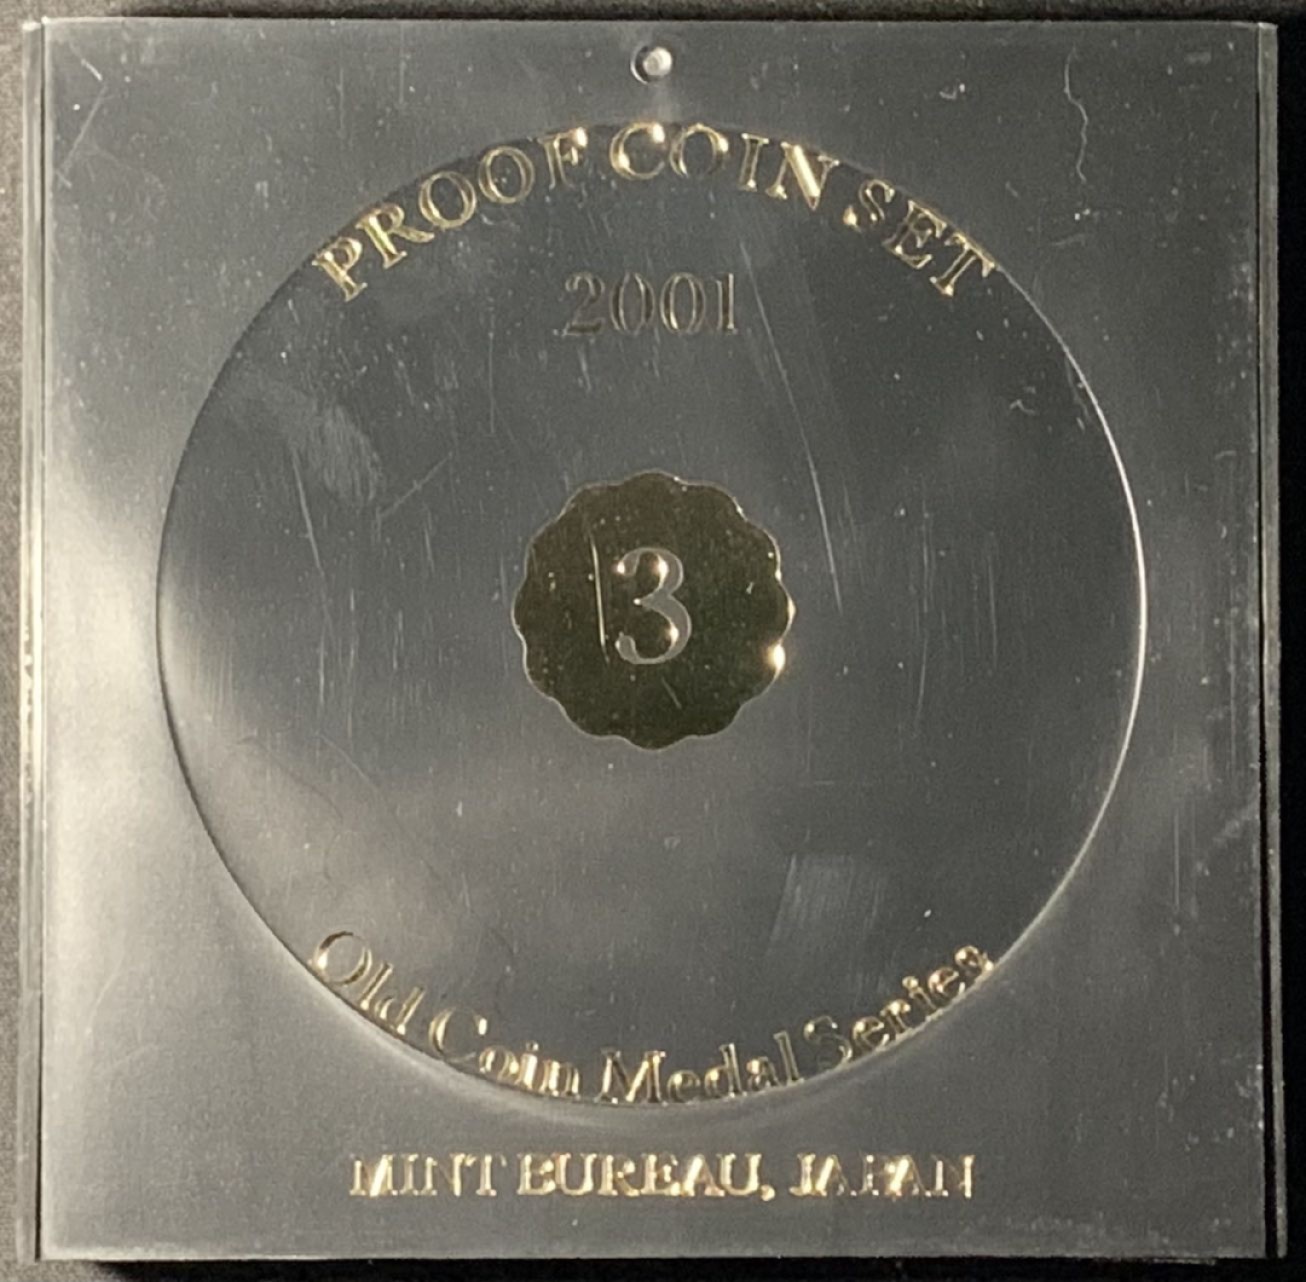 PROOF COIN SET
2001
3
Old Coin Medal Series
MINT BUREAU, JAPAN